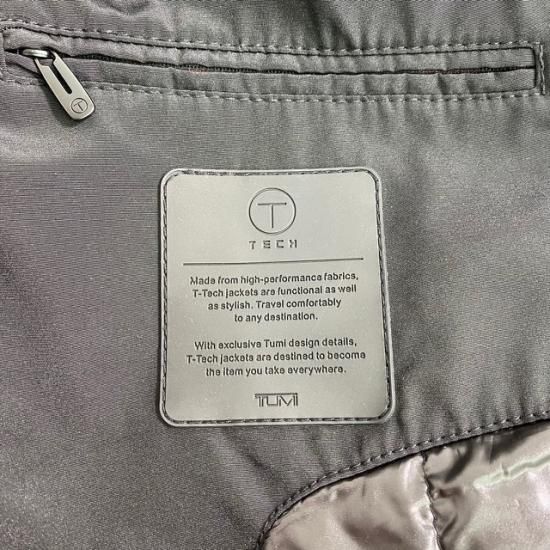 T
T
TECH
Made from high-performance fabrics,
T-Tech jackets are functional as well
as stylish. Travel comfortably
to any destination.
With exclusive Tumi design details,
T-Tech jackets are destined to become
the item you take everywhere.
TUMI